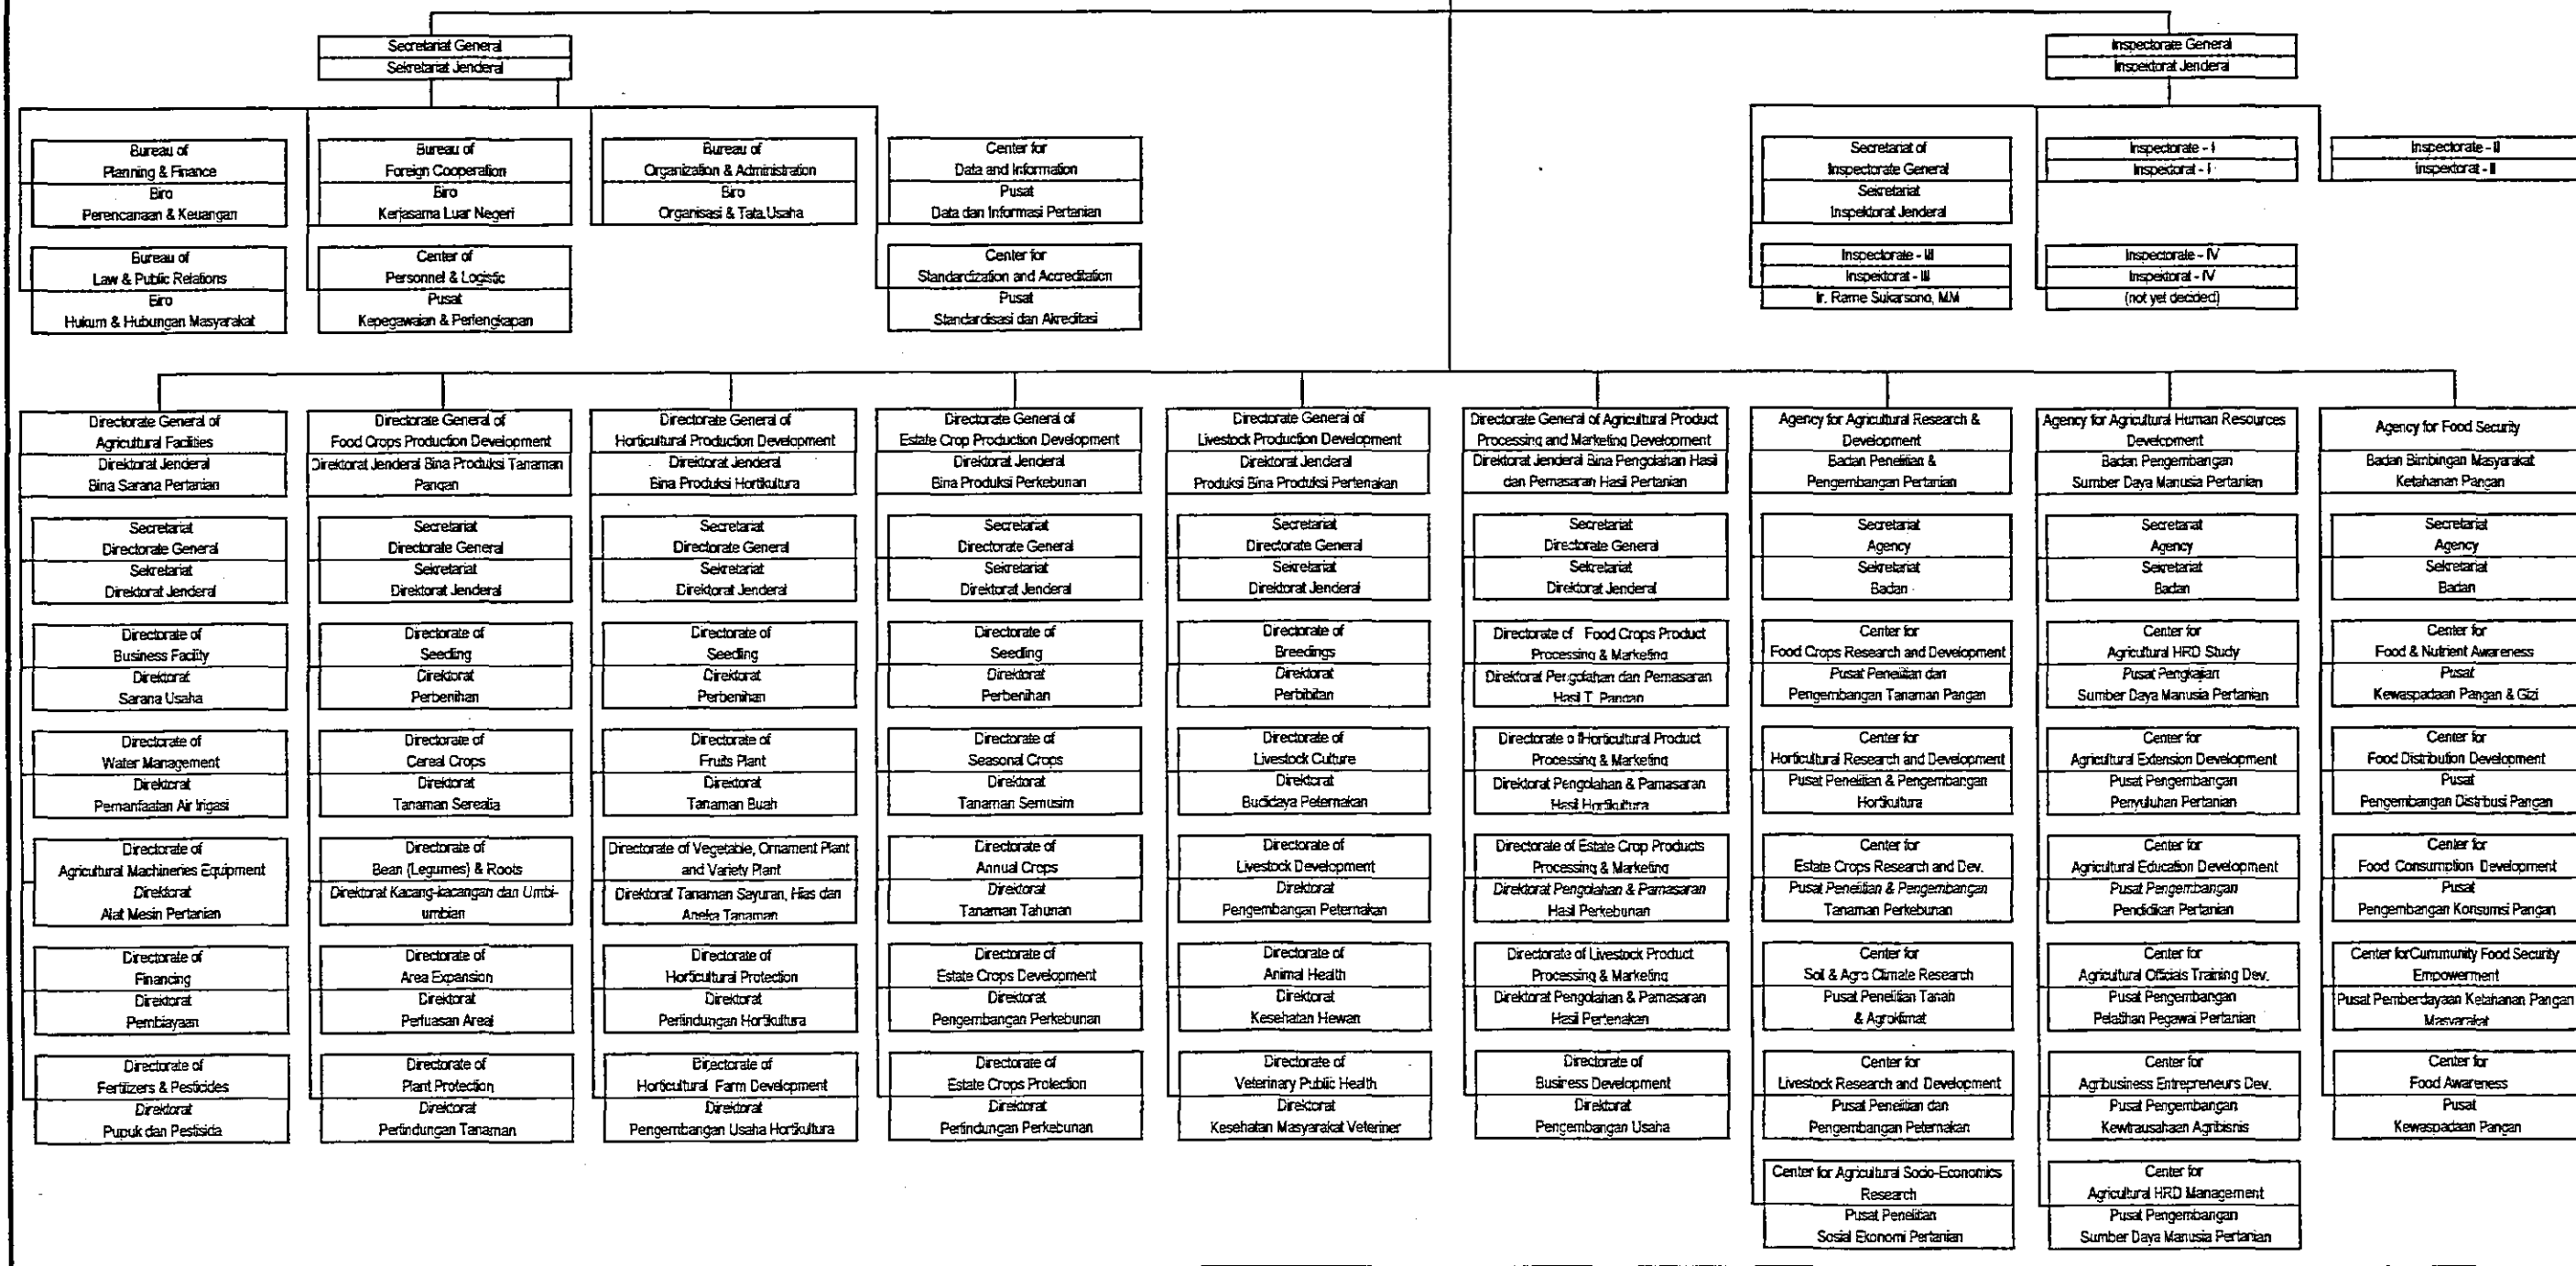 Secretariat General
Sekretariat Jenderal
Inspectorate General
Inspektorat Jenderal
Bureau of
Planning & Finance
Biro
Perencanaan & Keuangan
Bureau of
Foreign Cooperation
Biro
Kerjasama Luar Negeri
Bureau of
Organization & Administration
Biro
Organisasi & Tata Usaha
Center for
Data and Information
Pusat
Data dan Informasi Pertanian
Secretariat of
Inspectorate General
Sekretariat
Inspektorat Jenderal
Inspectorate - I
Inspektorat - I
Inspectorate - II
Inspektorat - II
Bureau of
Law & Public Relations
Biro
Hukum & Hubungan Masyarakat
Center of
Personnel & Logistic
Pusat
Kepegawaian & Perlengkapan
Center for
Standardization and Accreditation
Pusat
Standardisasi dan Akreditasi
Inspectorate - III
Inspektorat - III
Ir. Rame Sukarsono, MM
Inspectorate - IV
Inspektorat - IV
(not yet decided)
Directorate General of
Agricultural Facilities
Direktorat Jenderal
Bina Sarana Pertanian
Directorate General of
Food Crops Production Development
Direktorat Jenderal Bina Produksi Tanaman
Pangan
Directorate General of
Horticultural Production Development
Direktorat Jenderal
Bina Produksi Hortikultura
Directorate General of
Estate Crop Production Development
Direktorat Jenderal
Bina Produksi Perkebunan
Directorate General of
Livestock Production Development
Direktorat Jenderal
Produksi Bina Produksi Pertenakan
Directorate General of Agricultural Product
Processing and Marketing Development
Direktorat Jenderal Bina Pengolahan Hasil
dan Pemasaran Hasil Pertanian
Agency for Agricultural Research &
Development
Badan Penelitian &
Pengembangan Pertanian
Agency for Agricultural Human Resources
Development
Badan Pengembangan
Sumber Daya Manusia Pertanian
Agency for Food Security
Badan Bimbingan Masyarakat
Ketahanan Pangan
Secretariat
Directorate General
Sekretariat
Direktorat Jenderal
Secretariat
Directorate General
Sekretariat
Direktorat Jenderal
Secretariat
Directorate General
Sekretariat
Direktorat Jenderal
Secretariat
Directorate General
Sekretariat
Direktorat Jenderal
Secretariat
Directorate General
Sekretariat
Direktorat Jenderal
Secretariat
Directorate General
Sekretariat
Direktorat Jenderal
Secretariat
Agency
Sekretariat
Badan
Secretariat
Agency
Sekretariat
Badan
Secretariat
Agency
Sekretariat
Badan
Directorate of
Business Facility
Direktorat
Sarana Usaha
Directorate of
Seedling
Direktorat
Perbenihan
Directorate of
Seedling
Direktorat
Perbenihan
Directorate of
Seedling
Direktorat
Perbenihan
Directorate of
Breedings
Direktorat
Perbibitan
Directorate of Food Crops Product
Processing & Marketing
Direktorat Pengolahan dan Pemasaran
Hasil T. Pangan
Center for
Food Crops Research and Development
Pusat Penelitian dan
Pengembangan Tanaman Pangan
Center for
Agricultural HRD Study
Pusat Pengkajian
Sumber Daya Manusia Pertanian
Center for
Food & Nutrient Awareness
Pusat
Kewaspadaan Pangan & Gizi
Directorate of
Water Management
Direktorat
Pemanfaatan Air Irigasi
Directorate of
Cereal Crops
Direktorat
Tanaman Serealia
Directorate of
Fruits Plant
Direktorat
Tanaman Buah
Directorate of
Seasonal Crops
Direktorat
Tanaman Semusim
Directorate of
Livestock Culture
Direktorat
Budidaya Peternakan
Directorate of Horticultural Product
Processing & Marketing
Direktorat Pengolahan & Pamasaran
Hasil Hortikultura
Center for
Horticultural Research and Development
Pusat Penelitian & Pengembangan
Hortikultura
Center for
Agricultural Extension Development
Pusat Pengembangan
Penyuluhan Pertanian
Center for
Food Distribution Development
Pusat
Pengembangan Distribusi Pangan
Directorate of
Agricultural Machineries Equipment
Direktorat
Alat Mesin Pertanian
Directorate of
Bean (Legumes) & Roots
Direktorat Kacang-kacangan dan Umbi-
umbian
Directorate of Vegetable, Ornament Plant
and Variety Plant
Direktorat Tanaman Sayuran, Hias dan
Aneka Tanaman
Directorate of
Annual Crops
Direktorat
Tanaman Tahunan
Directorate of
Livestock Development
Direktorat
Pengembangan Peternakan
Directorate of Estate Crop Products
Processing & Marketing
Direktorat Pengolahan & Pamasaran
Hasil Perkebunan
Center for
Estate Crops Research and Dev.
Pusat Penelitian & Pengembangan
Tanaman Perkebunan
Center for
Agricultural Education Development
Pusat Pengembangan
Pendidikan Pertanian
Center for
Food Consumption Development
Pusat
Pengembangan Konsumsi Pangan
Directorate of
Financing
Direktorat
Pembiayaan
Directorate of
Area Expansion
Direktorat
Perluasan Areal
Directorate of
Horticultural Protection
Direktorat
Perlindungan Hortikultura
Directorate of
Estate Crops Development
Direktorat
Pengembangan Perkebunan
Directorate of
Animal Health
Direktorat
Kesehatan Hewan
Directorate of Livestock Product
Processing & Marketing
Direktorat Pengolahan & Pamasaran
Hasil Pertenakan
Center for
Soil & Agro Climate Research
Pusat Penelitian Tanah
& Agroklimat
Center for
Agricultural Officials Training Dev.
Pusat Pengembangan
Pelatihan Pegawai Pertanian
Center for Cummunity Food Security
Empowerment
Pusat Pemberdayaan Ketahanan Pangan
Masyarakat
Directorate of
Fertilizers & Pesticides
Direktorat
Pupuk dan Pestisida
Directorate of
Plant Protection
Direktorat
Perlindungan Tanaman
Directorate of
Horticultural Farm Development
Direktorat
Pengembangan Usaha Hortikultura
Directorate of
Estate Crops Protection
Direktorat
Perlindungan Perkebunan
Directorate of
Veterinary Public Health
Direktorat
Kesehatan Masyarakat Veteriner
Directorate of
Business Development
Direktorat
Pengembangan Usaha
Center for
Livestock Research and Development
Pusat Penelitian dan
Pengembangan Peternakan
Center for
Agribusiness Entrepreneurs Dev.
Pusat Pengembangan
Kewirausahaan Agribisnis
Center for
Food Awareness
Pusat
Kewaspadaan Pangan
Center for Agricultural Socio-Economics
Research
Pusat Penelitian
Sosial Ekonomi Pertanian
Center for
Agricultural HRD Management
Pusat Pengembangan
Sumber Daya Manusia Pertanian